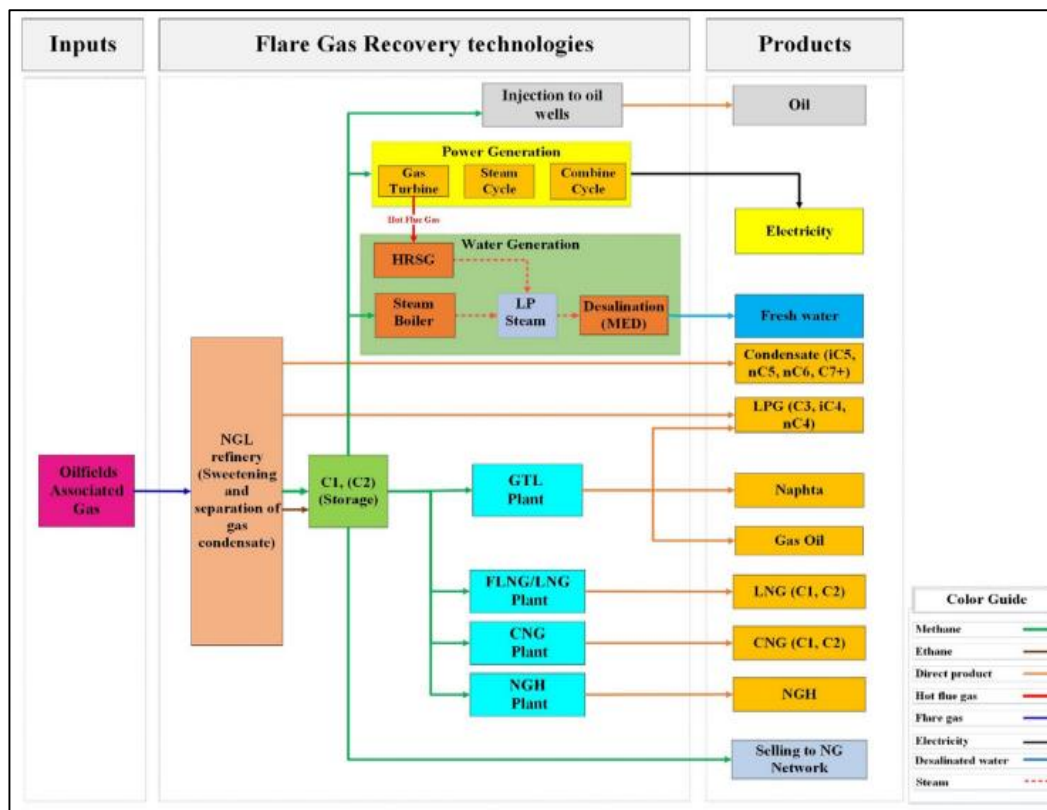 Inputs
Flare Gas Recovery technologies
Products
Injection to oil
wells
Oil
Power Generation
Gas
Turbine
Steam
Cycle
Combine
Cycle
Hot Flue Gas
Electricity
Water Generation
HRSG
Steam
Boiler
LP
Steam
Desalination
(MED)
Fresh water
Condensate (iC5,
nC5, nC6, C7+)
LPG (C3, iC4,
nC4)
Oilfields
Associated
Gas
NGL
refinery
(Sweetening
and
separation of
gas
condensate)
C1, (C2)
(Storage)
GTL
Plant
Naphta
Gas Oil
FLNG/LNG
Plant
LNG (C1, C2)
CNG
Plant
CNG (C1, C2)
NGH
Plant
NGH
Selling to NG
Network
Color Guide
Methane
Ethane
Direct product
Hot flue gas
Flare gas
Electricity
Desalinated water
Steam